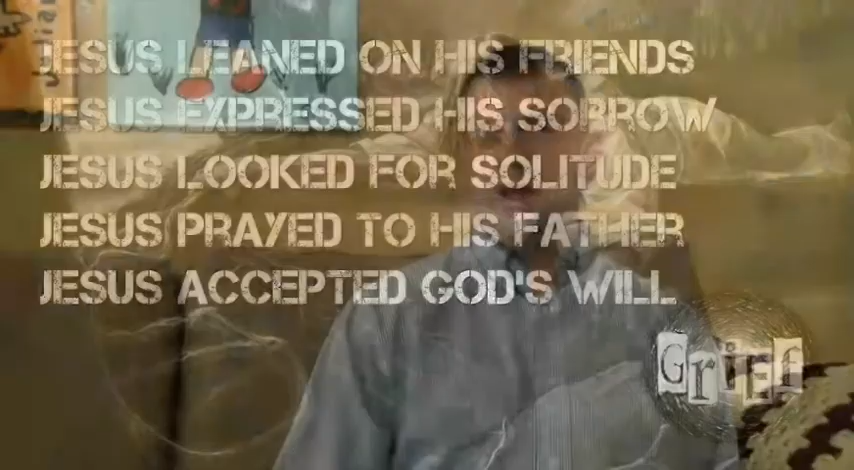 JESUS LEANED ON HIS FRIENDS
JESUS EXPRESSED HIS SORROW
JESUS LOOKED FOR SOLITUDE
JESUS PRAYED TO HIS FATHER
JESUS ACCEPTED GOD'S WILL
GriEf